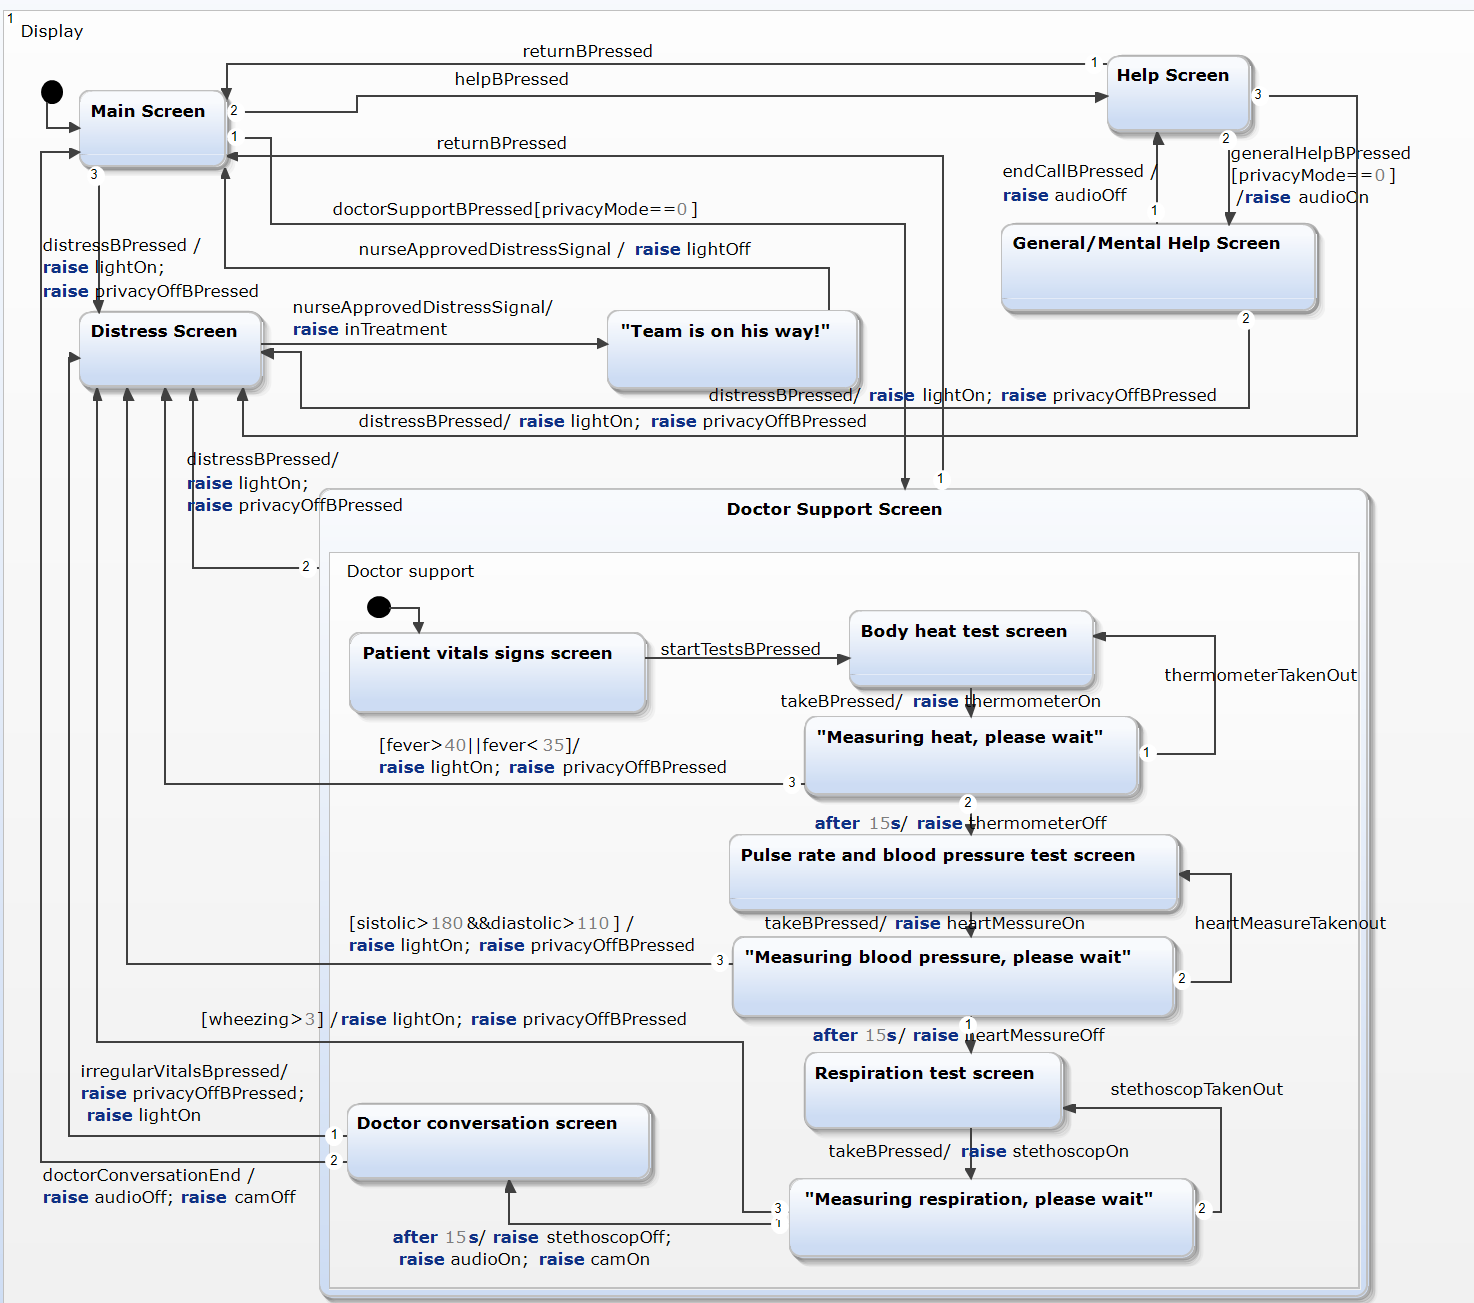 1
Display
returnBPressed
1
Help Screen
helpBPressed
3
Main Screen
2
1
returnBPressed
2
generalHelpBPressed
[privacyMode==0 ]
/raise audioOn
endCallBPressed /
raise audioOff
1
3
doctorSupportBPressed[privacyMode==0 ]
General/Mental Help Screen
distressBPressed /
raise lightOn;
raise privacyOffBPressed
nurseApprovedDistressSignal / raise lightOff
nurseApprovedDistressSignal/
raise inTreatment
2
Distress Screen
"Team is on his way!"
distressBPressed/ raise lightOn; raise privacyOffBPressed
distressBPressed/ raise lightOn; raise privacyOffBPressed
distressBPressed/
raise lightOn;
raise privacyOffBPressed
1
Doctor Support Screen
2
Doctor support
Patient vitals signs screen
startTestsBPressed
Body heat test screen
thermometerTakenOut
takeBPressed/ raise thermometerOn
[fever>40||fever<35]/
raise lightOn; raise privacyOffBPressed
"Measuring heat, please wait"
1
3
2
after 15s/ raise thermometerOff
Pulse rate and blood pressure test screen
[sistolic>180&&diastolic>110 ] /
raise lightOn; raise privacyOffBPressed
takeBPressed/ raise heartMessureOn
heartMeasureTakenout
3
"Measuring blood pressure, please wait"
2
[wheezing>3] /raise lightOn; raise privacyOffBPressed
1
after 15s/ raise heartMessureOff
irregularVitalsBpressed/
raise privacyOffBPressed;
raise lightOn
Respiration test screen
stethoscopTakenOut
1
Doctor conversation screen
2
takeBPressed/ raise stethoscopOn
doctorConversationEnd /
raise audioOff; raise camOff
3
1
"Measuring respiration, please wait"
2
after 15s/ raise stethoscopOff;
raise audioOn; raise camOn